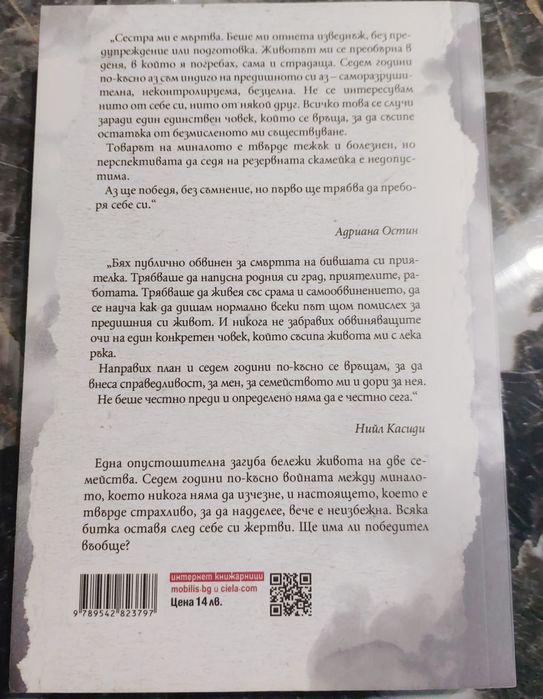 „Сестра ми е мъртва. Беше ми отнета изведнъж, без пре-
дупреждение или подготовка. Животът ми се преобърна в
деня, в който я погребах, сама и страдаща. Седем години
по-късно аз съм индиго на предишното си аз – саморазруши-
телна, неконтролируема, безцелна. Не се интересувам
нито от себе си, нито от някой друг. Всичко това се случи
заради един единствен човек, който се връща, за да съсипе
остатъка от безмисленото ми съществуване.
Товарът на миналото е твърде тежък и болезнен, но
перспективата да седя на резервната скамейка е недопус-
тима.
Аз ще победя, без съмнение, но първо ще трябва да пребо-
ря себе си.“
Адриана Остин
„Бях публично обвинен за смъртта на бившата си при-
ятелка. Трябваше да напусна родния си град, приятелите, ра-
ботата. Трябваше да живея със срама и самообвинението, да
се науча как да дишам нормално всеки път щом помислех за
предишния си живот. И никога не забравих обвиняващите
очи на един конкретен човек, който съсипа живота ми с лека
ръка.
Направих план и седем години по-късно се връщам, за да
внеса справедливост, за мен, за семейството ми и дори за нея.
Не беше честно преди и определено няма да е честно сега.“
Нийл Касиди
Една опустошителна загуба бележи живота на две се-
мейства. Седем години по-късно войната между минало-
то, което никога няма да изчезне, и настоящето, което е
твърде страхливо, за да надделее, вече е неизбежна. Всяка
битка оставя след себе си жертви. Ще има ли победител
въобще?
интернет книжарници
mobilis.bg и ciela.com
Цена 14 лв.
9 789542 823797